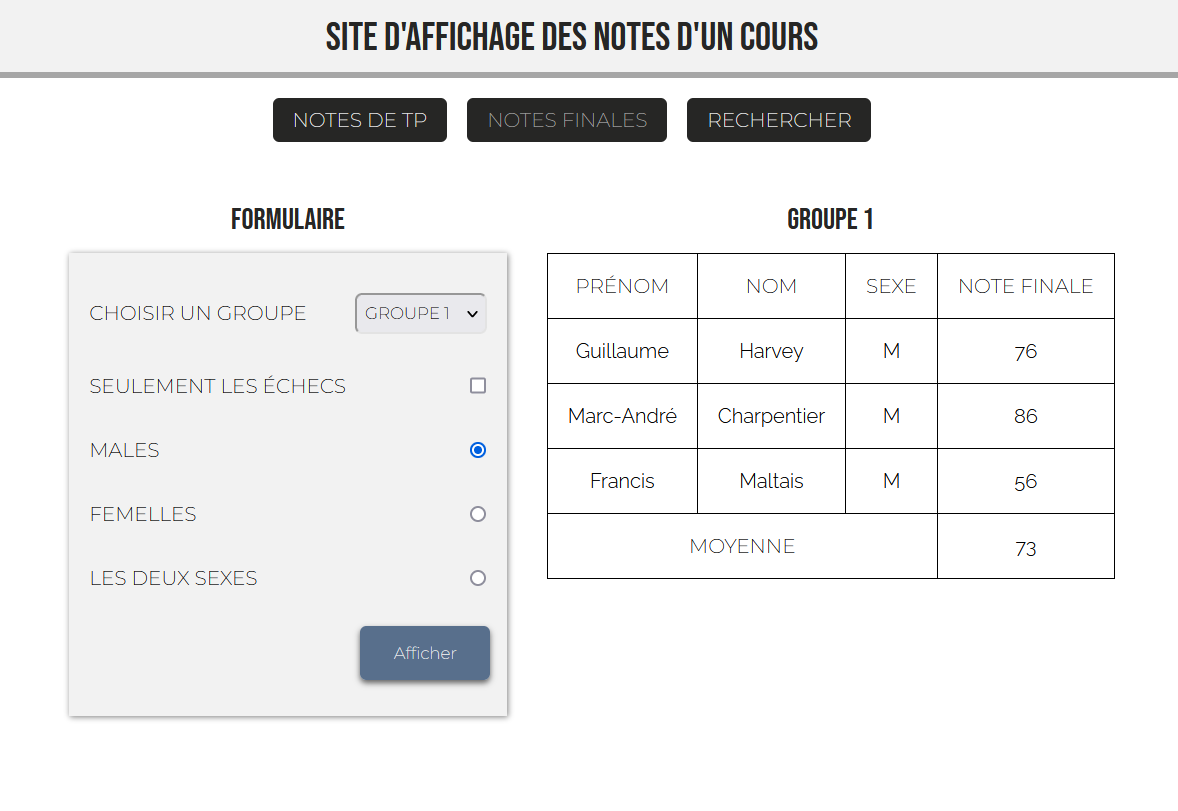 SITE D'AFFICHAGE DES NOTES D'UN COURS
NOTES DE TP NOTES FINALES RECHERCHER
FORMULAIRE
CHOISIR UN GROUPE GROUPE 1
SEULEMENT LES ÉCHECS
MALES
FEMELLES
LES DEUX SEXES
Afficher
GROUPE 1
PRÉNOM NOM SEXE NOTE FINALE
Guillaume Harvey M 76
Marc-André Charpentier M 86
Francis Maltais M 56
MOYENNE 73